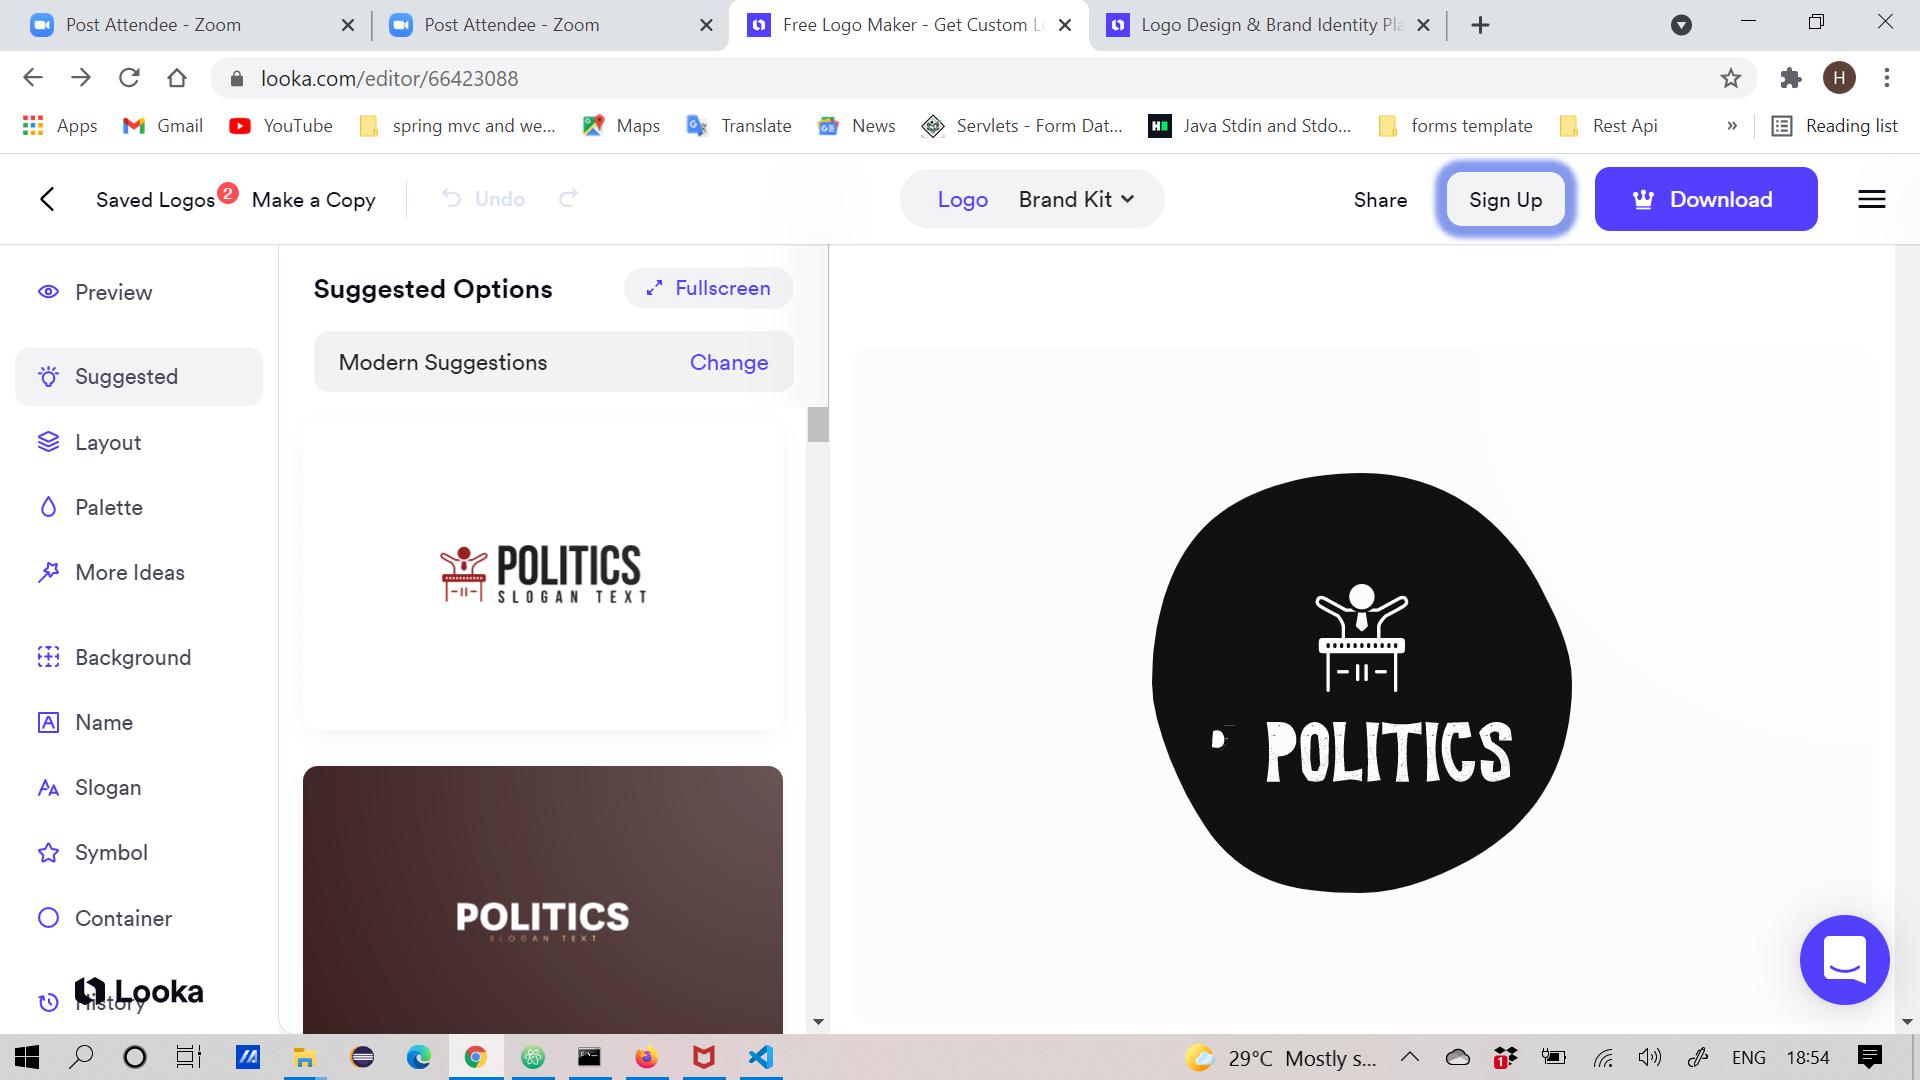 Post Attendee - Zoom
Post Attendee - Zoom
Free Logo Maker - Get Custom Lo
Logo Design & Brand Identity Pla
looka.com/editor/66423088
H
Apps
Gmail
YouTube
spring mvc and we...
Maps
Translate
News
Servlets - Form Dat...
Java Stdin and Stdo...
forms template
Rest Api
»
Reading list
Saved Logos 2
Make a Copy
Undo
Logo
Brand Kit
Share
Sign Up
Download
Preview
Suggested
Layout
Palette
More Ideas
Background
Name
Slogan
Symbol
Container
History
Looka
Suggested Options
Fullscreen
Modern Suggestions
Change
POLITICS
SLOGAN TEXT
POLITICS
SLOGAN TEXT
POLITICS
29°C Mostly s...
1
ENG
18:54